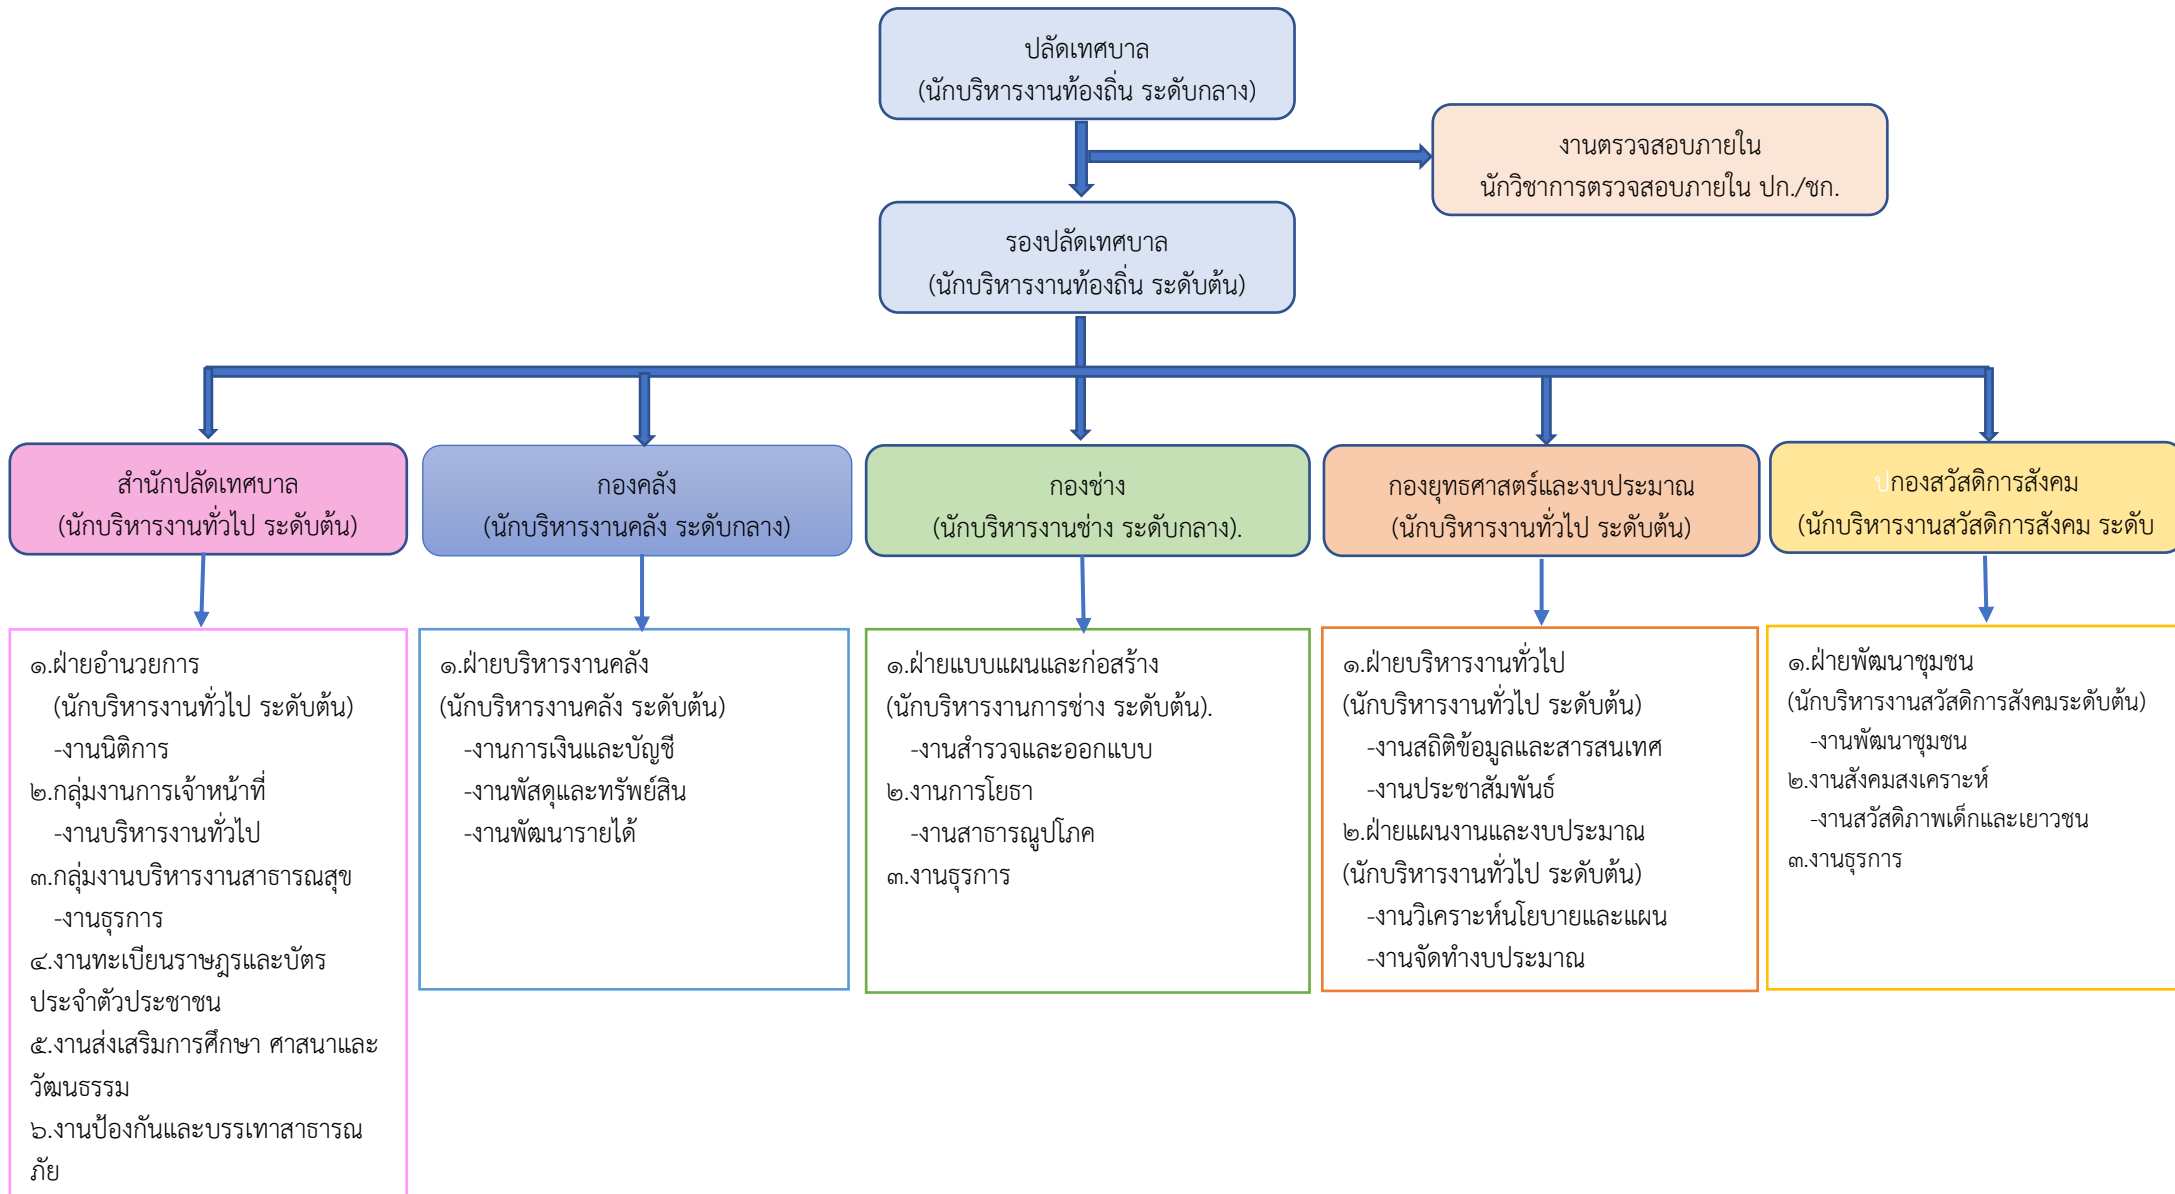 ปลัดเทศบาล
(นักบริหารงานท้องถิ่น ระดับกลาง)
งานตรวจสอบภายใน
นักวิชาการตรวจสอบภายใน ปก./ชก.
รองปลัดเทศบาล
(นักบริหารงานท้องถิ่น ระดับต้น)
สำนักปลัดเทศบาล
(นักบริหารงานทั่วไป ระดับต้น)
กองคลัง
(นักบริหารงานคลัง ระดับกลาง)
กองช่าง
(นักบริหารงานช่าง ระดับกลาง).
กองยุทธศาสตร์และงบประมาณ
(นักบริหารงานทั่วไป ระดับต้น)
ปกองสวัสดิการสังคม
(นักบริหารงานสวัสดิการสังคม ระดับ
๑.ฝ่ายอำนวยการ
(นักบริหารงานทั่วไป ระดับต้น)
-งานนิติการ
๒.กลุ่มงานการเจ้าหน้าที่
-งานบริหารงานทั่วไป
๓.กลุ่มงานบริหารงานสาธารณสุข
-งานธุรการ
๔.งานทะเบียนราษฎรและบัตร
ประจำตัวประชาชน
๕.งานส่งเสริมการศึกษา ศาสนาและ
วัฒนธรรม
๖.งานป้องกันและบรรเทาสาธารณ
ภัย
๑.ฝ่ายบริหารงานคลัง
(นักบริหารงานคลัง ระดับต้น)
-งานการเงินและบัญชี
-งานพัสดุและทรัพย์สิน
-งานพัฒนารายได้
๑.ฝ่ายแบบแผนและก่อสร้าง
(นักบริหารงานการช่าง ระดับต้น).
-งานสำรวจและออกแบบ
๒.งานการโยธา
-งานสาธารณูปโภค
๓.งานธุรการ
๑.ฝ่ายบริหารงานทั่วไป
(นักบริหารงานทั่วไป ระดับต้น)
-งานสถิติข้อมูลและสารสนเทศ
-งานประชาสัมพันธ์
๒.ฝ่ายแผนงานและงบประมาณ
(นักบริหารงานทั่วไป ระดับต้น)
-งานวิเคราะห์นโยบายและแผน
-งานจัดทำงบประมาณ
๑.ฝ่ายพัฒนาชุมชน
(นักบริหารงานสวัสดิการสังคมระดับต้น)
-งานพัฒนาชุมชน
๒.งานสังคมสงเคราะห์
-งานสวัสดิภาพเด็กและเยาวชน
๓.งานธุรการ